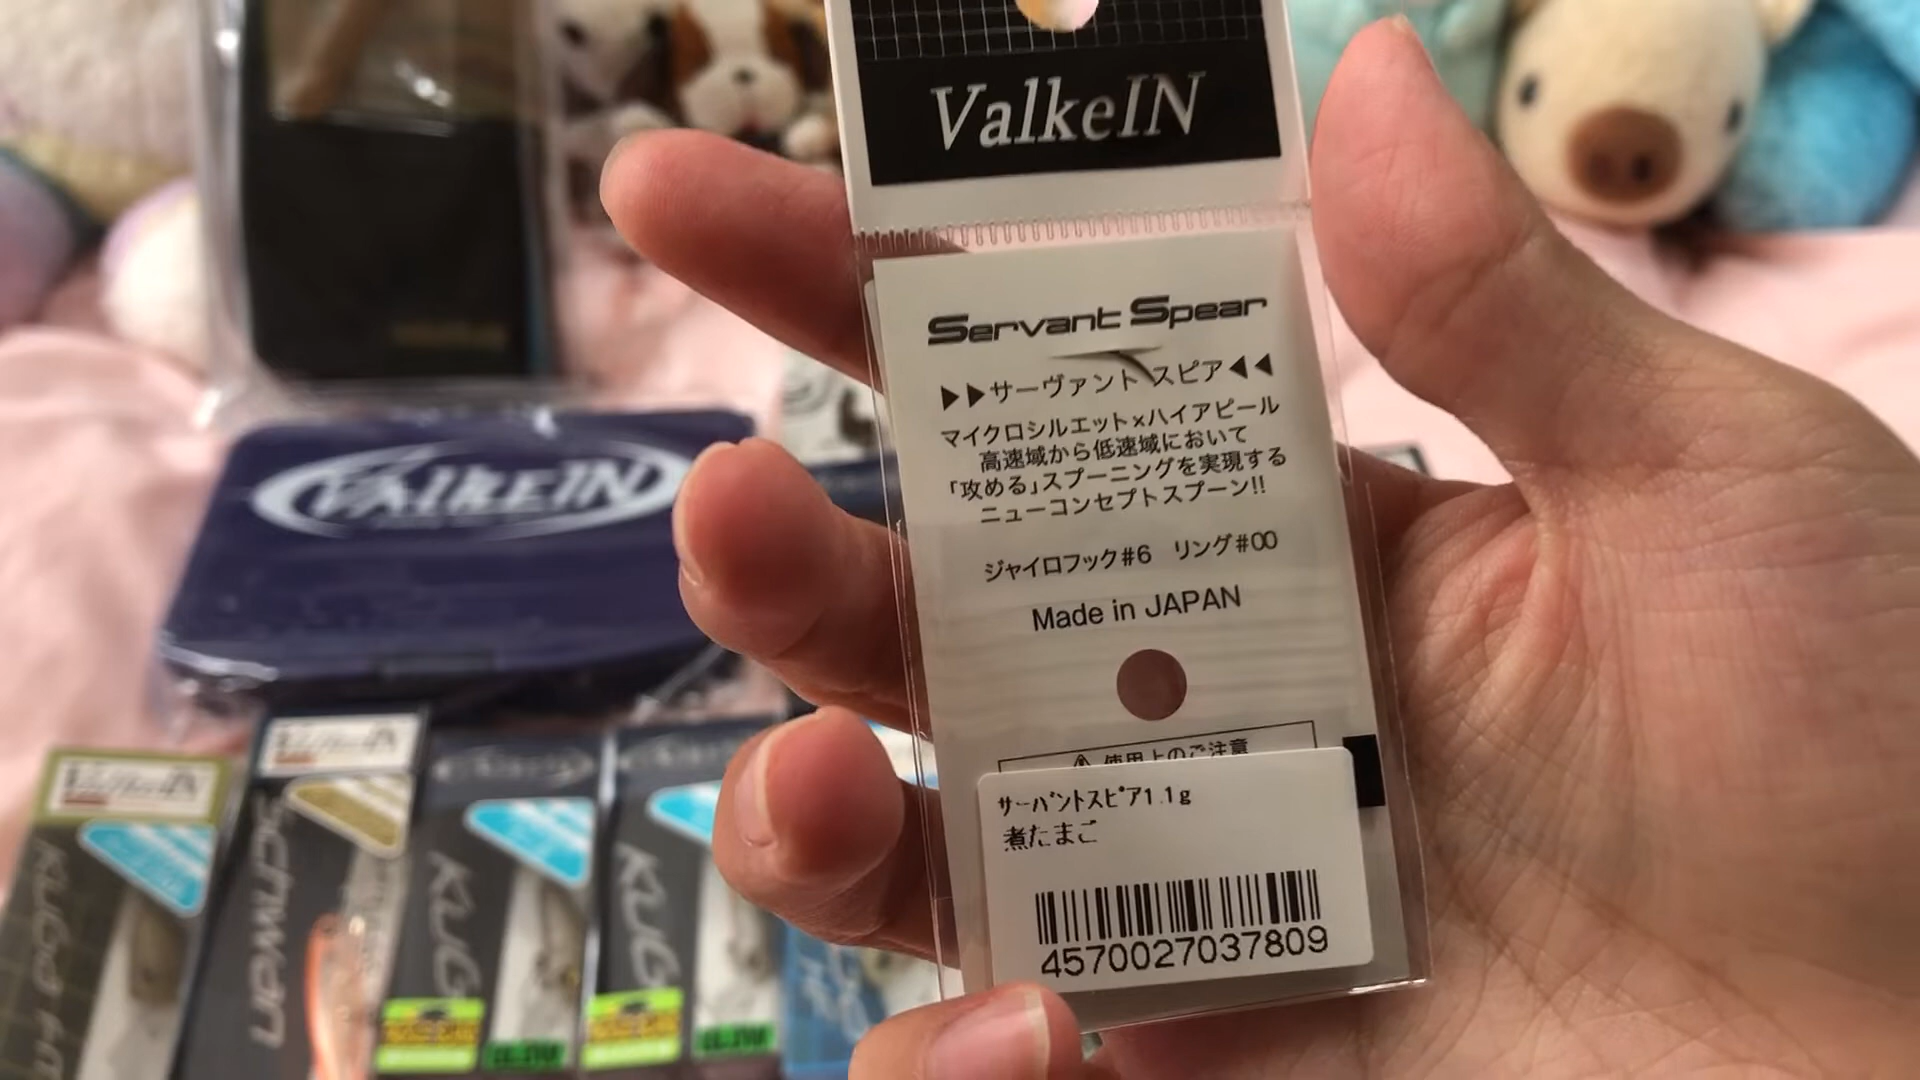 ValkeIN
Servant Spear
▶▶サーヴァント スピア◀◀
マイクロシルエット×ハイアピール
高速域から低速域において
「攻める」スプーニングを実現する
ニューコンセプトスプーン!!
ジャイロフック#6 リング#00
Made in JAPAN
使用上のご注意
サーバントスピア1.1g
煮たまご
4570027037809
ValkeIN
KUGA
KUGA